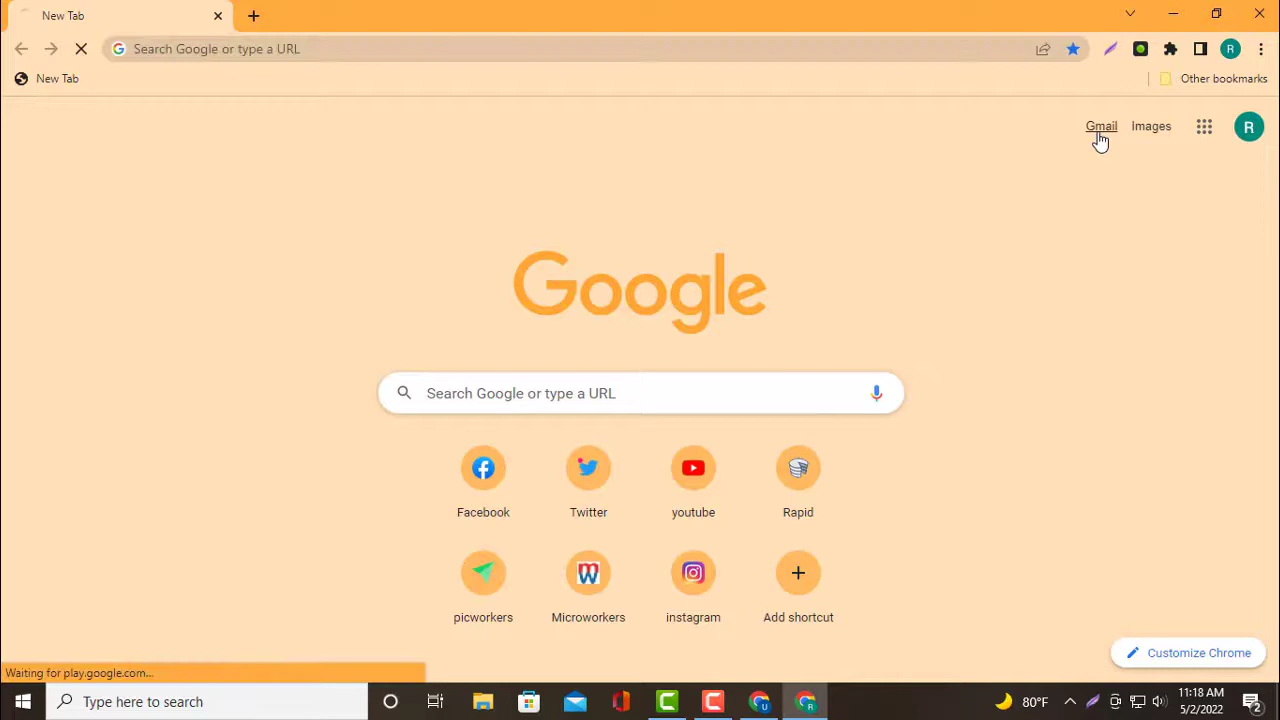 New Tab
Search Google or type a URL
R
New Tab
Other bookmarks
Gmail Images R
Google
Search Google or type a URL
Facebook Twitter youtube Rapid
picworkers Microworkers instagram Add shortcut
Customize Chrome
Waiting for play.google.com...
Type here to search
U
R
80°F
11:18 AM
5/2/2022
2